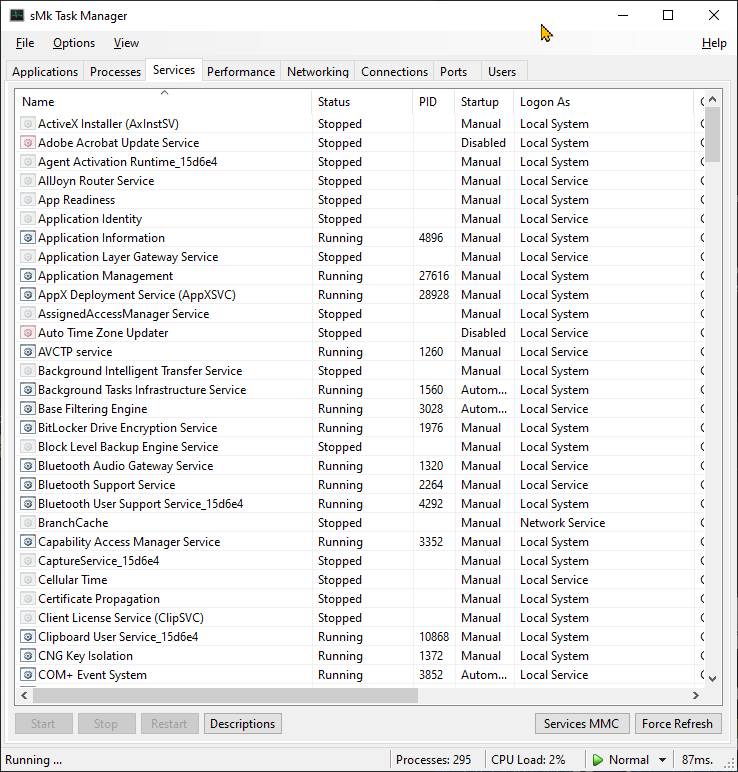 sMk Task Manager
File Options View Help
Applications Processes Services Performance Networking Connections Ports Users
Name Status PID Startup Logon As
ActiveX Installer (AxInstSV) Stopped Manual Local System
Adobe Acrobat Update Service Stopped Disabled Local System
Agent Activation Runtime_15d6e4 Stopped Manual Local System
AllJoyn Router Service Stopped Manual Local Service
App Readiness Stopped Manual Local System
Application Identity Stopped Manual Local Service
Application Information Running 4896 Manual Local System
Application Layer Gateway Service Stopped Manual Local Service
Application Management Running 27616 Manual Local System
AppX Deployment Service (AppXSVC) Running 28928 Manual Local System
AssignedAccessManager Service Stopped Manual Local System
Auto Time Zone Updater Stopped Disabled Local Service
AVCTP service Running 1260 Manual Local Service
Background Intelligent Transfer Service Stopped Manual Local System
Background Tasks Infrastructure Service Running 1560 Autom... Local System
Base Filtering Engine Running 3028 Autom... Local Service
BitLocker Drive Encryption Service Running 1976 Manual Local System
Block Level Backup Engine Service Stopped Manual Local System
Bluetooth Audio Gateway Service Running 1320 Manual Local Service
Bluetooth Support Service Running 2264 Manual Local Service
Bluetooth User Support Service_15d6e4 Running 4292 Manual Local System
BranchCache Stopped Manual Network Service
Capability Access Manager Service Running 3352 Manual Local System
CaptureService_15d6e4 Stopped Manual Local System
Cellular Time Stopped Manual Local Service
Certificate Propagation Stopped Manual Local System
Client License Service (ClipSVC) Stopped Manual Local System
Clipboard User Service_15d6e4 Running 10868 Manual Local System
CNG Key Isolation Running 1372 Manual Local System
COM+ Event System Running 3852 Autom... Local Service
Start Stop Restart Descriptions Services MMC Force Refresh
Running ... Processes: 295 CPU Load: 2% Normal 87ms.